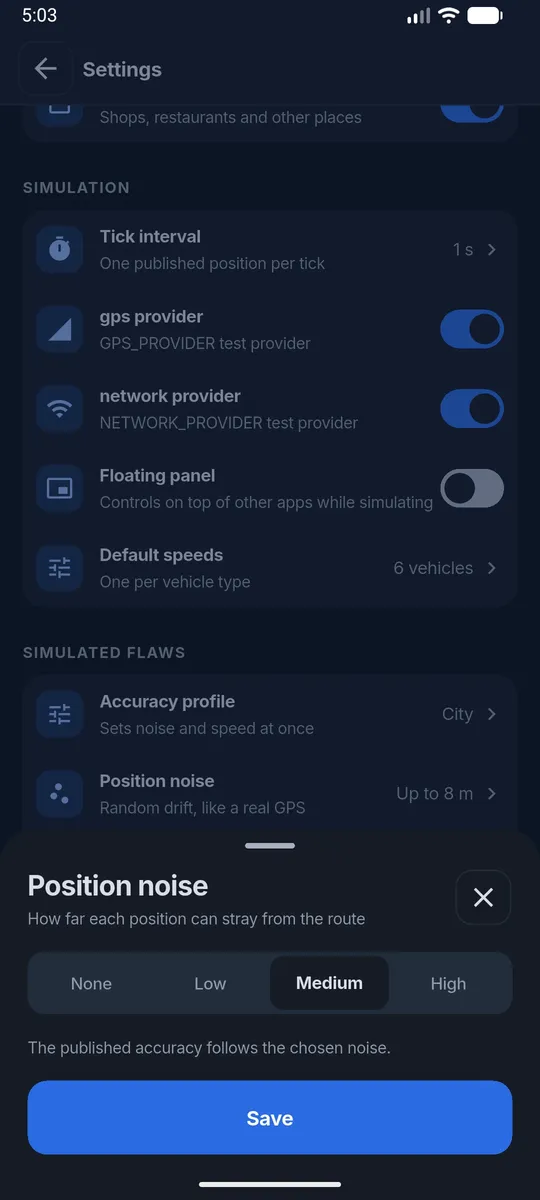 5:03
Settings
Shops, restaurants and other places
SIMULATION
Tick interval
1 s
One published position per tick
gps provider
GPS_PROVIDER test provider
network provider
NETWORK_PROVIDER test provider
Floating panel
Controls on top of other apps while simulating
Default speeds
6 vehicles
One per vehicle type
SIMULATED FLAWS
Accuracy profile
City
Sets noise and speed at once
Position noise
Up to 8 m
Random drift, like a real GPS
Position noise
How far each position can stray from the route
None
Low
Medium
High
The published accuracy follows the chosen noise.
Save